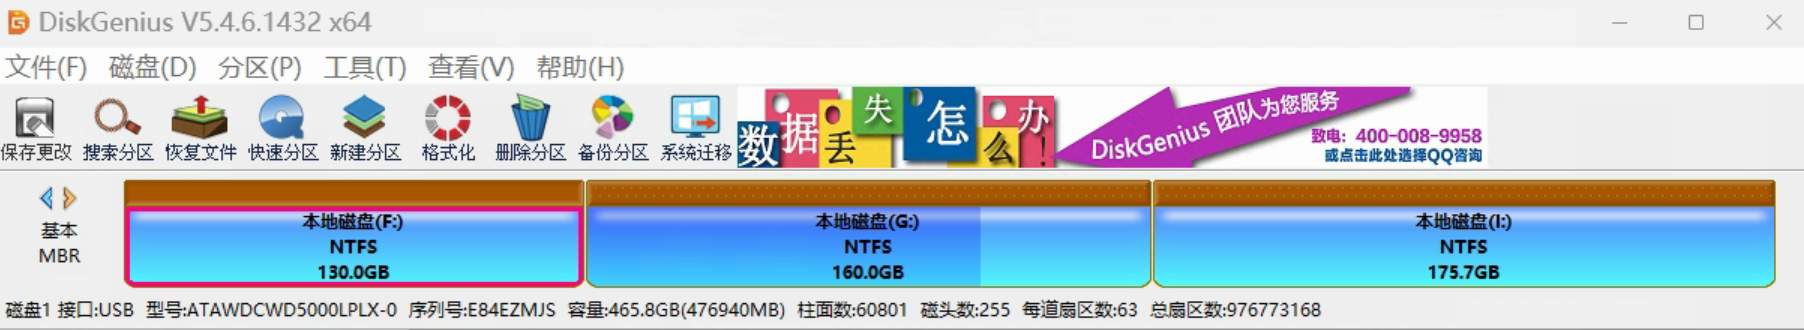 DiskGenius V5.4.6.1432 x64
文件(F) 磁盘(D) 分区(P) 工具(T) 查看(V) 帮助(H)
保存更改 搜索分区 恢复文件 快速分区 新建分区 格式化 删除分区 备份分区 系统迁移
数据丢失怎么办!
DiskGenius 团队为您服务
致电：400-008-9958
或点击此处选择QQ咨询
基本
MBR
本地磁盘(F:)
NTFS
130.0GB
本地磁盘(G:)
NTFS
160.0GB
本地磁盘(I:)
NTFS
175.7GB
磁盘1 接口:USB 型号:ATAWDCWD5000LPLX-0 序列号:E84EZMJS 容量:465.8GB(476940MB) 柱面数:60801 磁头数:255 每道扇区数:63 总扇区数:976773168